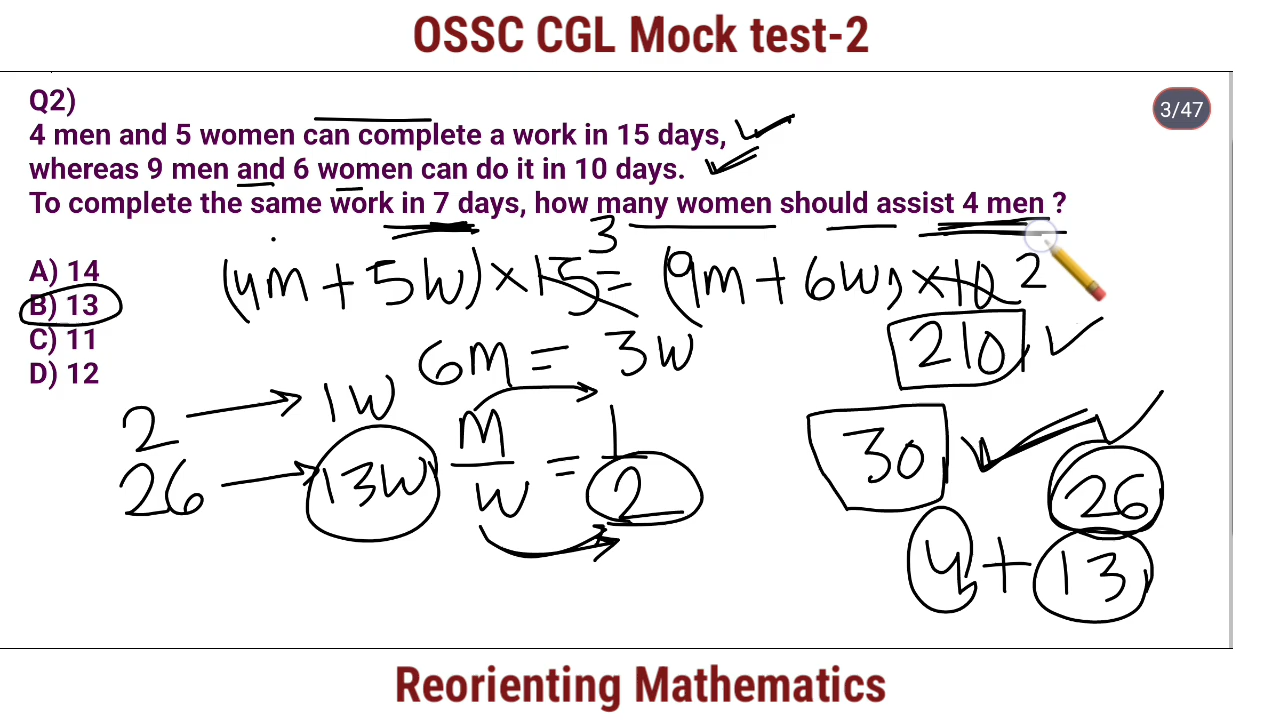 OSSC CGL Mock test-2
Q2)
3/47
4 men and 5 women can complete a work in 15 days,
whereas 9 men and 6 women can do it in 10 days.
To complete the same work in 7 days, how many women should assist 4 men ?
A) 14
B) 13
C) 11
D) 12
(4m + 5W) × 15 3 = (9m + 6W) × 10 2
6M = 3W
210
2 → 1W
M/W = 1/2
30
26 → 13W
26
4 + 13
Reorienting Mathematics